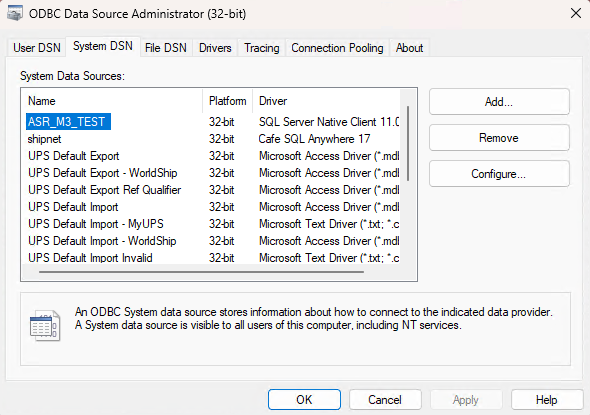 ODBC Data Source Administrator (32-bit)
User DSN System DSN File DSN Drivers Tracing Connection Pooling About
System Data Sources:
Name Platform Driver
ASR_M3_TEST 32-bit SQL Server Native Client 11.0
shipnet 32-bit Cafe SQL Anywhere 17
UPS Default Export 32-bit Microsoft Access Driver (*.mdb
UPS Default Export - WorldShip 32-bit Microsoft Access Driver (*.mdb
UPS Default Export Ref Qualifier 32-bit Microsoft Access Driver (*.mdb
UPS Default Import 32-bit Microsoft Access Driver (*.mdb
UPS Default Import - MyUPS 32-bit Microsoft Text Driver (*.txt; *.c
UPS Default Import - WorldShip 32-bit Microsoft Access Driver (*.mdb
UPS Default Import Invalid 32-bit Microsoft Text Driver (*.txt; *.c
Add...
Remove
Configure...
An ODBC System data source stores information about how to connect to the indicated data provider.
A System data source is visible to all users of this computer, including NT services.
OK Cancel Apply Help